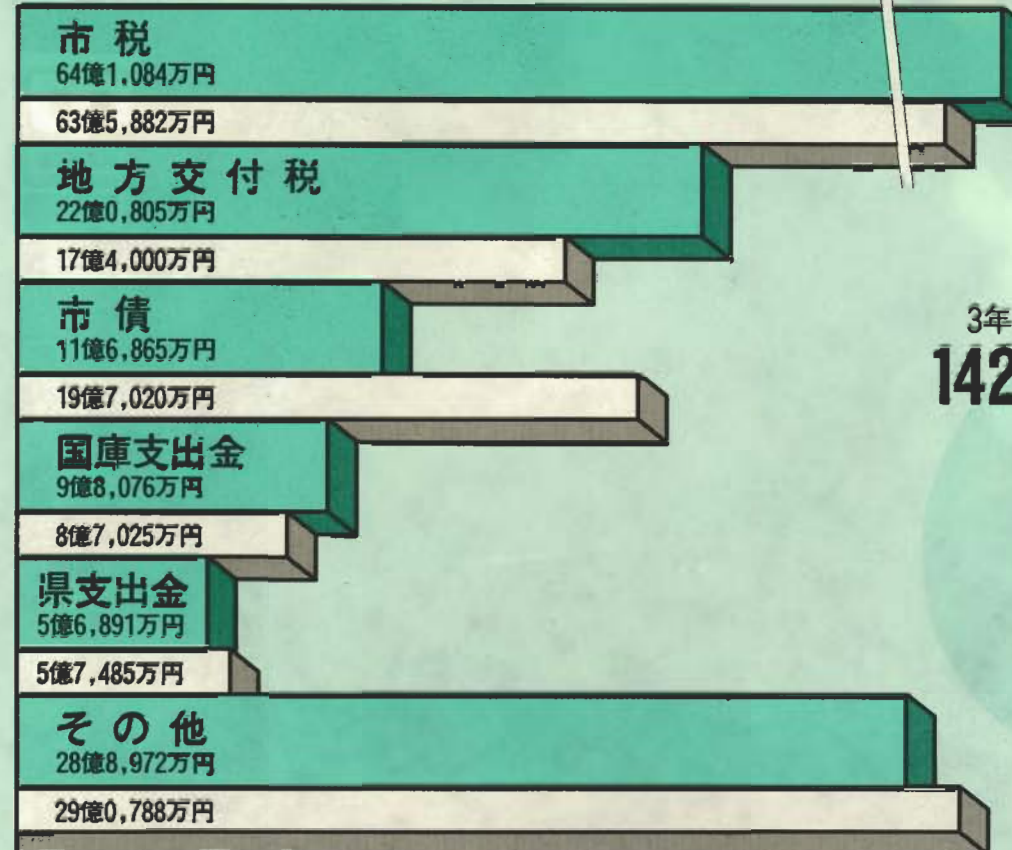 市税
64億1,084万円
63億5,882万円
地方交付税
22億0,805万円
17億4,000万円
市債
11億6,865万円
19億7,020万円
国庫支出金
9億8,076万円
8億7,025万円
県支出金
5億6,891万円
5億7,485万円
その他
28億8,972万円
29億0,788万円
3年
142